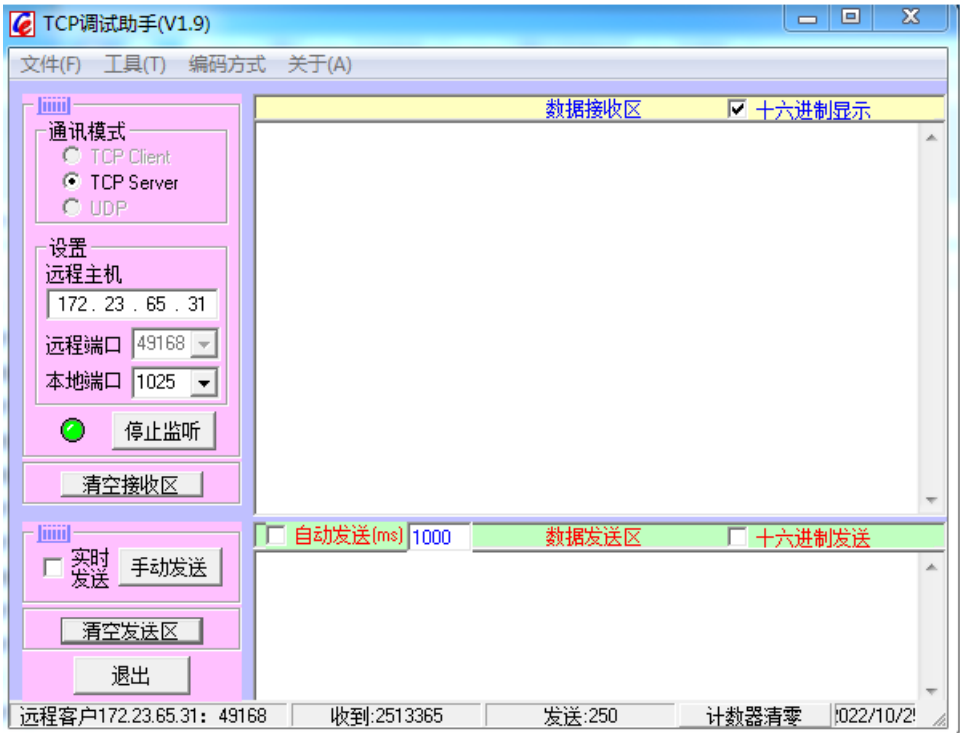 TCP调试助手(V1.9)
文件(F) 工具(T) 编码方式 关于(A)
通讯模式
TCP Client
TCP Server
UDP
设置
远程主机
172 . 23 . 65 . 31
远程端口 49168
本地端口 1025
停止监听
清空接收区
数据接收区 十六进制显示
自动发送(ms) 1000 数据发送区 十六进制发送
实时
发送
手动发送
清空发送区
退出
远程客户172.23.65.31: 49168 收到:2513365 发送:250 计数器清零 022/10/2